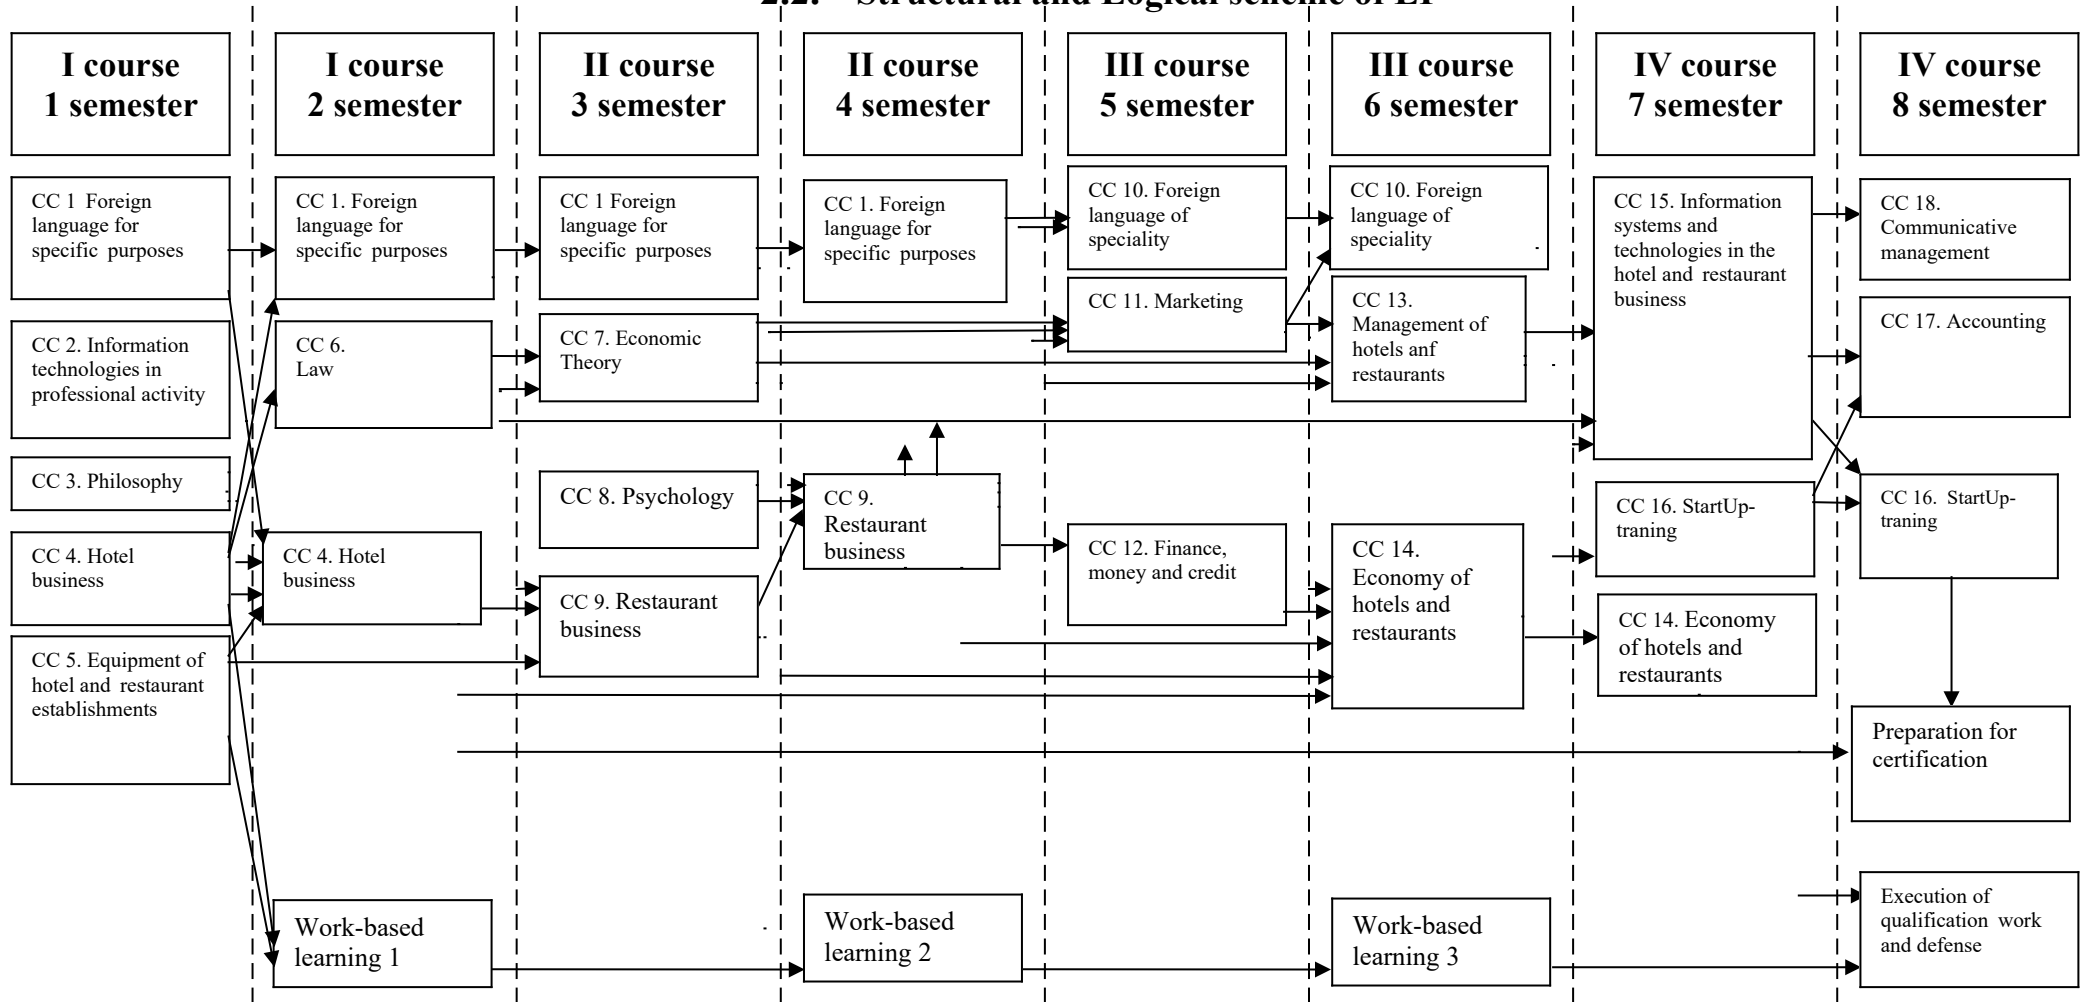 2.2. Structural and Logical scheme of EP
I course
1 semester
I course
2 semester
II course
3 semester
II course
4 semester
III course
5 semester
III course
6 semester
IV course
7 semester
IV course
8 semester
CC 1 Foreign
language for
specific purposes
CC 2. Information
technologies in
professional activity
CC 3. Philosophy
CC 4. Hotel
business
CC 5. Equipment of
hotel and restaurant
establishments
CC 1. Foreign
language for
specific purposes
CC 6.
Law
CC 4. Hotel
business
Work-based
learning 1
CC 1 Foreign
language for
specific purposes
CC 7. Economic
Theory
CC 8. Psychology
CC 9. Restaurant
business
CC 1. Foreign
language for
specific purposes
CC 9.
Restaurant
business
Work-based
learning 2
CC 10. Foreign
language of
speciality
CC 11. Marketing
CC 12. Finance,
money and credit
CC 10. Foreign
language of
speciality
CC 13.
Management of
hotels anf
restaurants
CC 14.
Economy of
hotels and
restaurants
Work-based
learning 3
CC 15. Information
systems and
technologies in the
hotel and restaurant
business
CC 16. StartUp-
traning
CC 14. Economy
of hotels and
restaurants
CC 18.
Communicative
management
CC 17. Accounting
CC 16. StartUp-
traning
Preparation for
certification
Execution of
qualification work
and defense